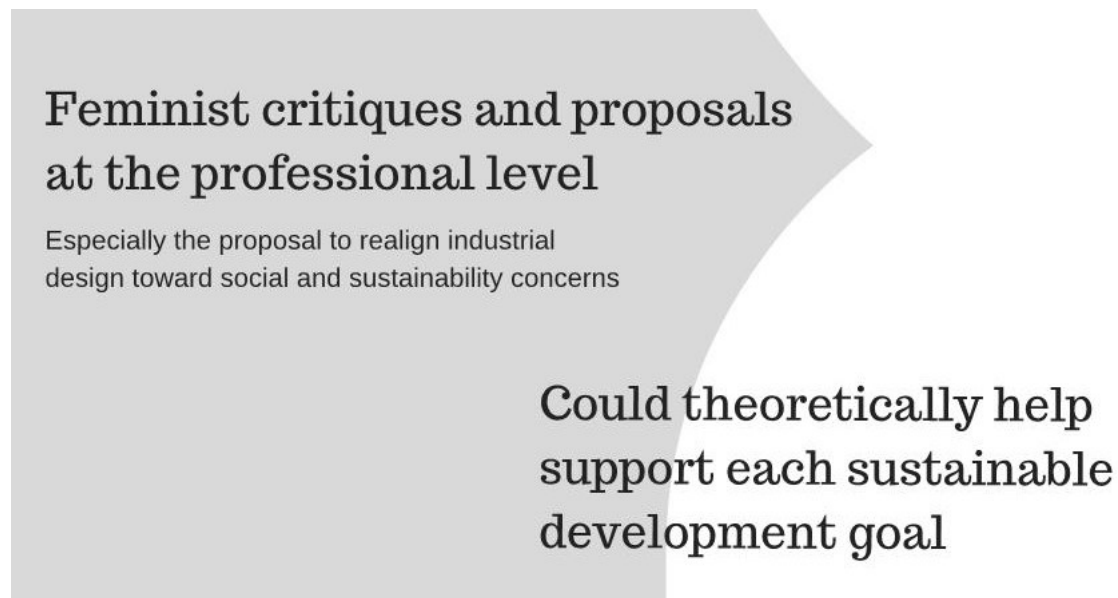 Feminist critiques and proposals
at the professional level
Especially the proposal to realign industrial
design toward social and sustainability concerns
Could theoretically help
support each sustainable
development goal